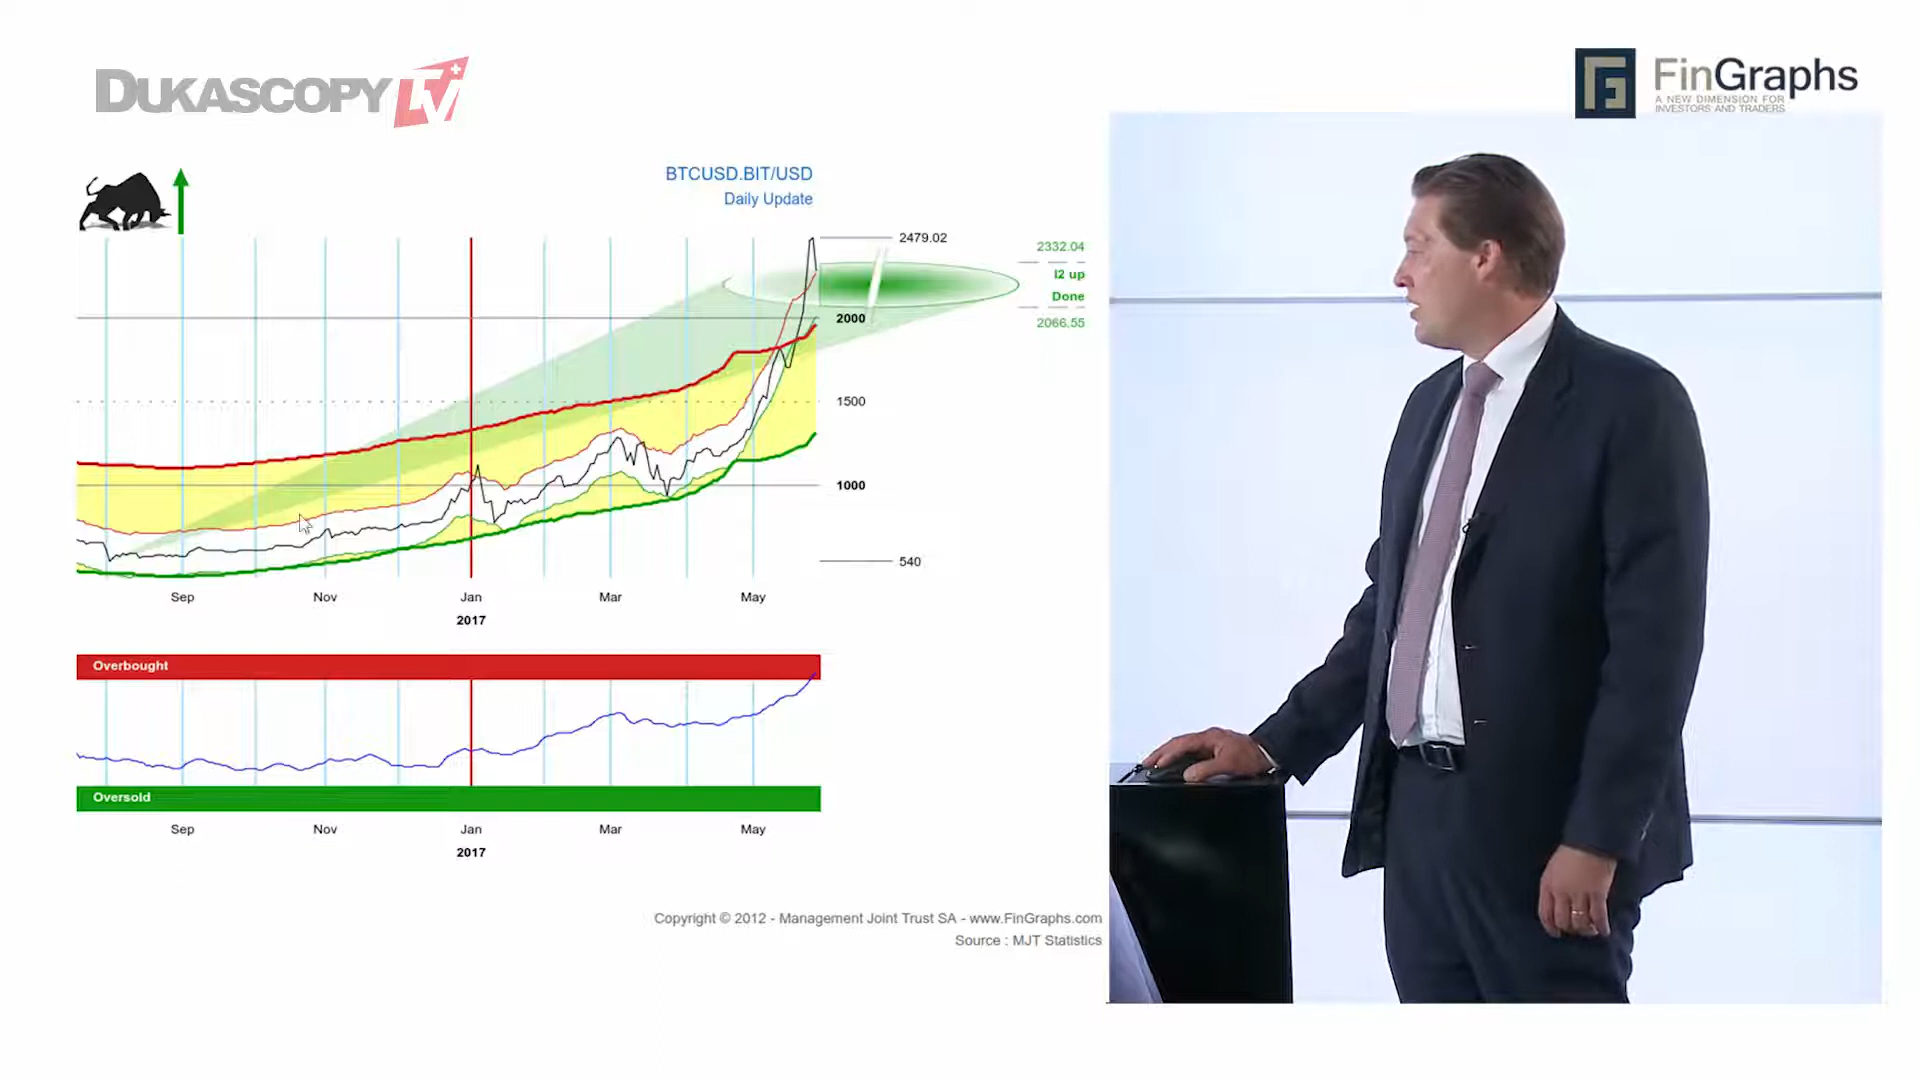 DUKASCOPY TV
FinGraphs
A NEW DIMENSION FOR
INVESTORS AND TRADERS
BTCUSD.BIT/USD
Daily Update
2479.02
2332.04
I2 up
Done
2066.55
2000
1500
1000
540
Sep Nov Jan Mar May
2017
Overbought
Oversold
Sep Nov Jan Mar May
2017
Copyright © 2012 - Management Joint Trust SA - www.FinGraphs.com
Source : MJT Statistics